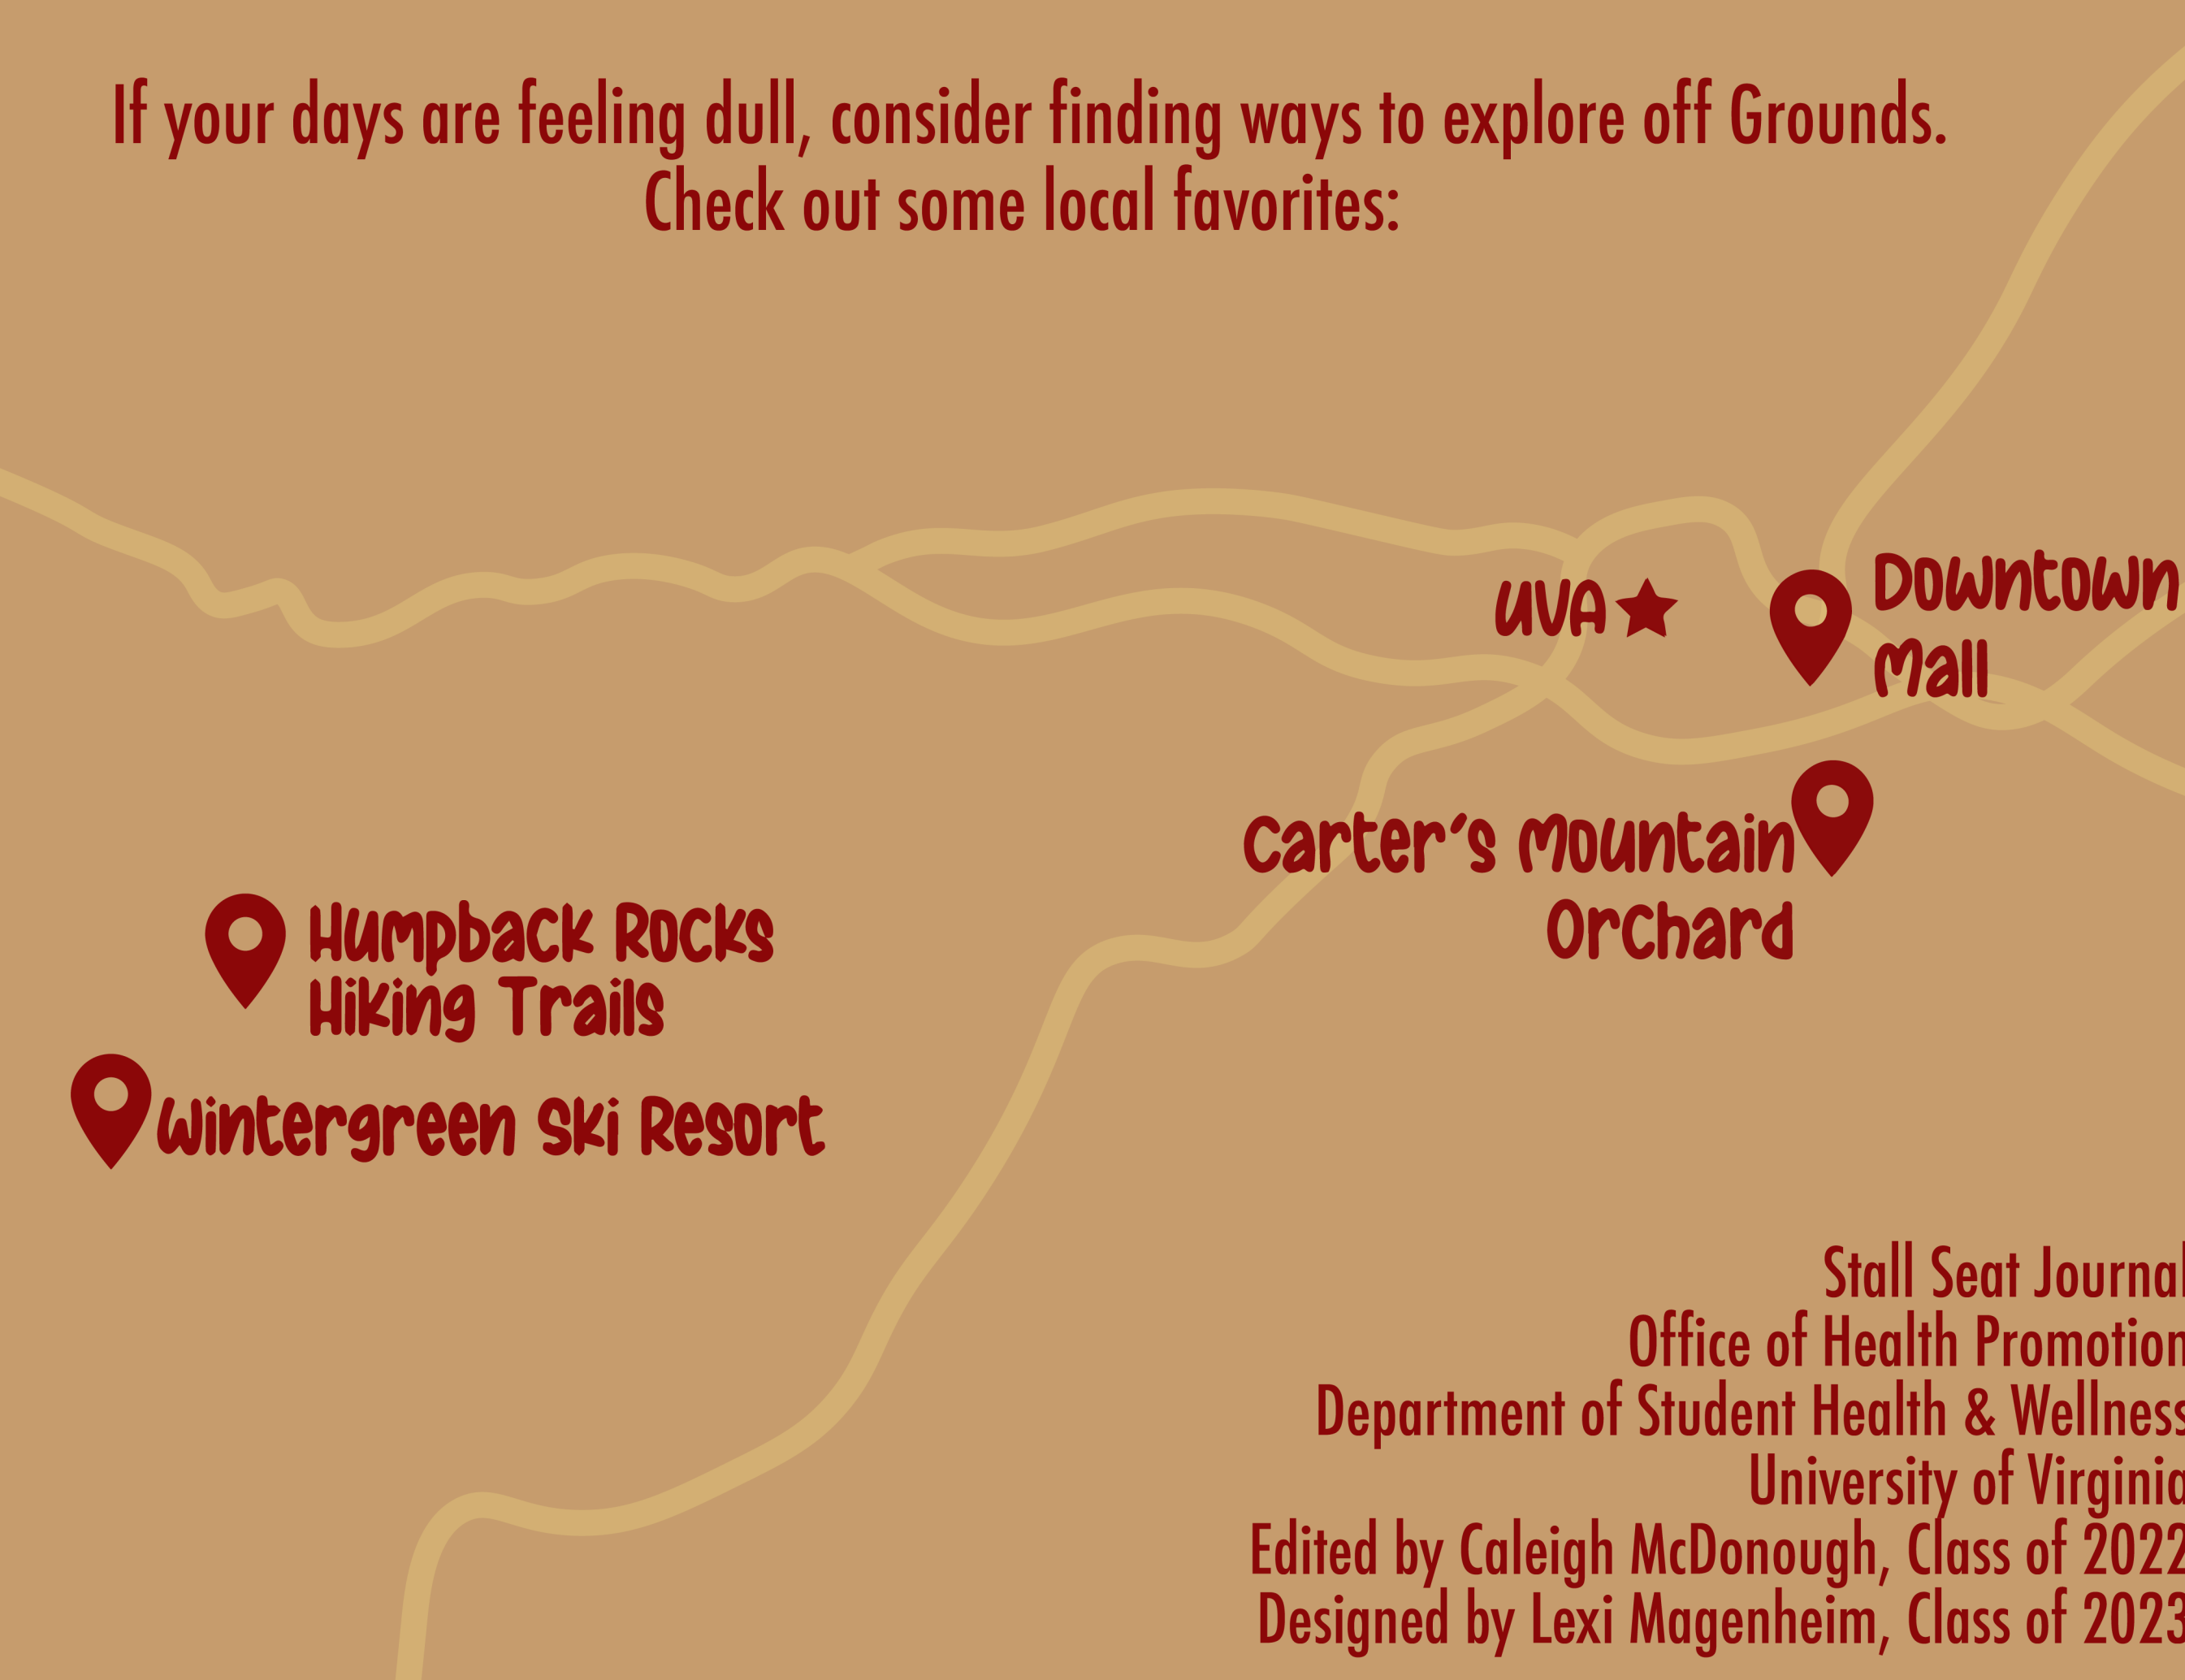 If your days are feeling dull, consider finding ways to explore off Grounds.
Check out some local favorites:
UVA
Downtown
Mall
Carter's Mountain
Orchard
Humpback Rocks
Hiking Trails
Wintergreen Ski Resort
Stall Seat Journal
Office of Health Promotion
Department of Student Health & Wellness
University of Virginia
Edited by Caleigh McDonough, Class of 2022
Designed by Lexi Magenheim, Class of 2023